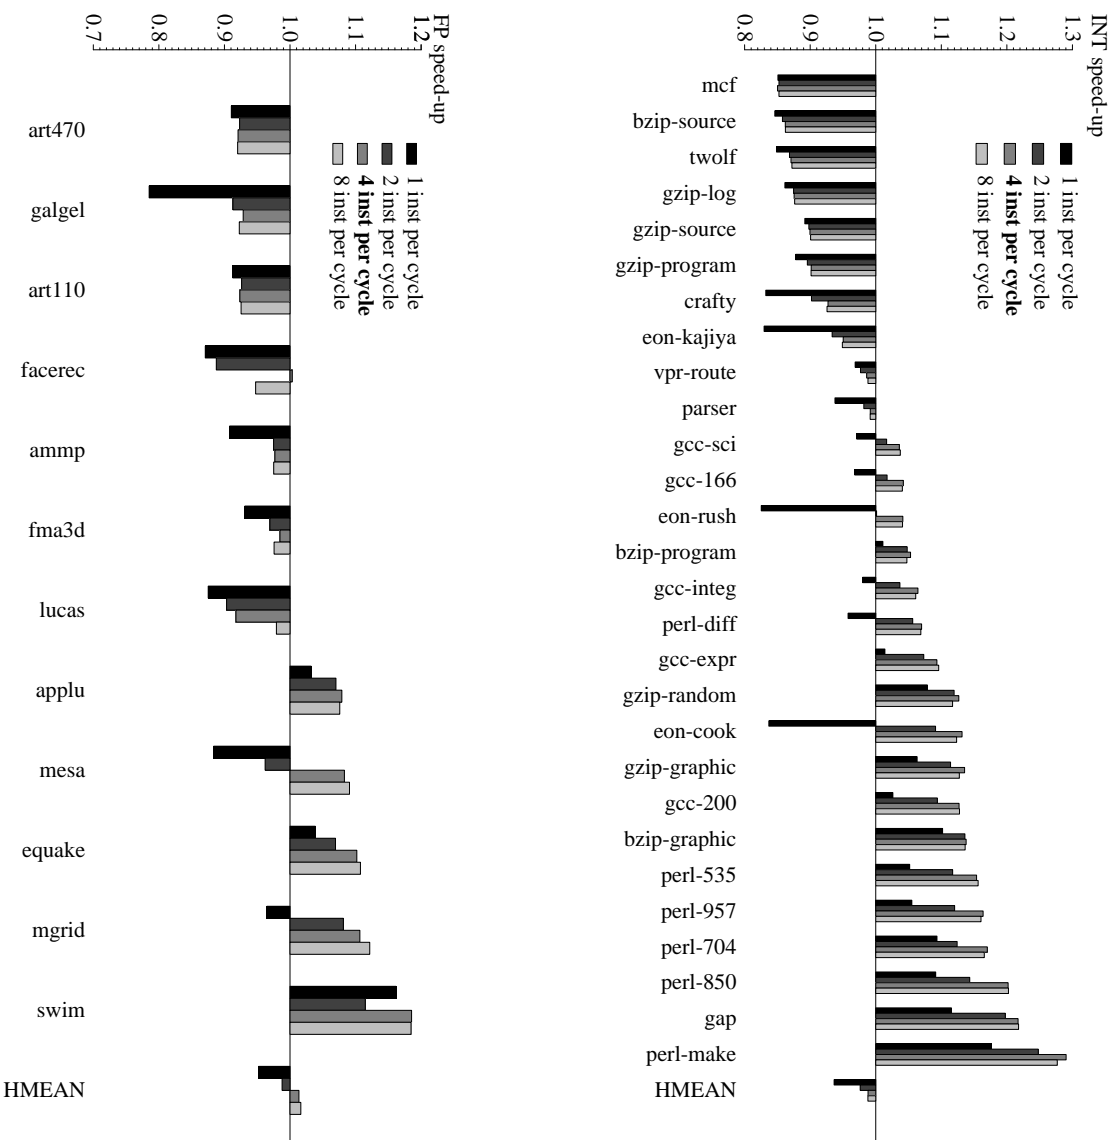 FP speed-up
0.7
0.8
0.9
1.0
1.1
1.2
1 inst per cycle
2 inst per cycle
4 inst per cycle
8 inst per cycle
art470
galgel
art110
facerec
ammp
fma3d
lucas
applu
mesa
equake
mgrid
swim
HMEAN
INT speed-up
0.8
0.9
1.0
1.1
1.2
1.3
1 inst per cycle
2 inst per cycle
4 inst per cycle
8 inst per cycle
mcf
bzip-source
twolf
gzip-log
gzip-source
gzip-program
crafty
eon-kajiya
vpr-route
parser
gcc-sci
gcc-166
eon-rush
bzip-program
gcc-integ
perl-diff
gcc-expr
gzip-random
eon-cook
gzip-graphic
gcc-200
bzip-graphic
perl-535
perl-957
perl-704
perl-850
gap
perl-make
HMEAN